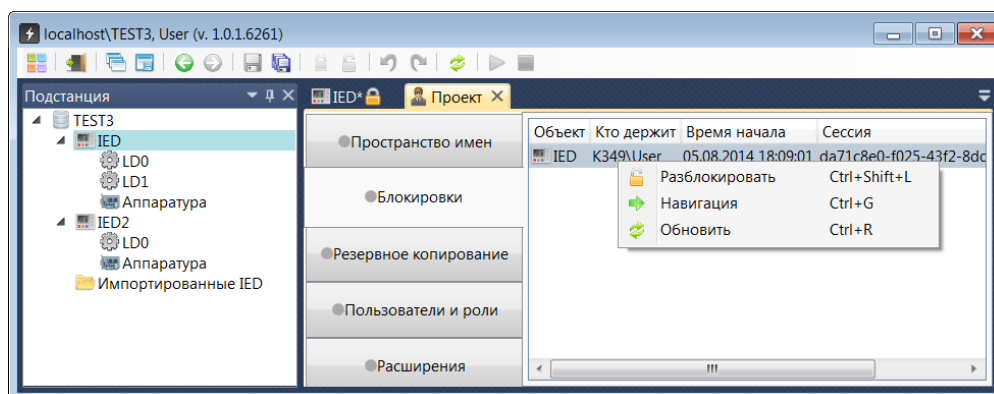 localhost\TEST3, User (v. 1.0.1.6261)
Подстанция
TEST3
IED
LD0
LD1
Аппаратура
IED2
LD0
Аппаратура
Импортированные IED
IED*
Проект
Пространство имен
Блокировки
Резервное копирование
Пользователи и роли
Расширения
Объект Кто держит Время начала Сессия
IED K349\User 05.08.2014 18:09:01 da71c8e0-f025-43f2-8dc
Разблокировать Ctrl+Shift+L
Навигация Ctrl+G
Обновить Ctrl+R